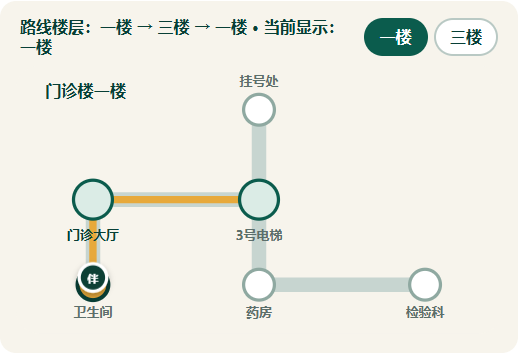 路线楼层：一楼 → 三楼 → 一楼 • 当前显示：
一楼
一楼
三楼
门诊楼一楼
挂号处
门诊大厅
3号电梯
伴
卫生间
药房
检验科